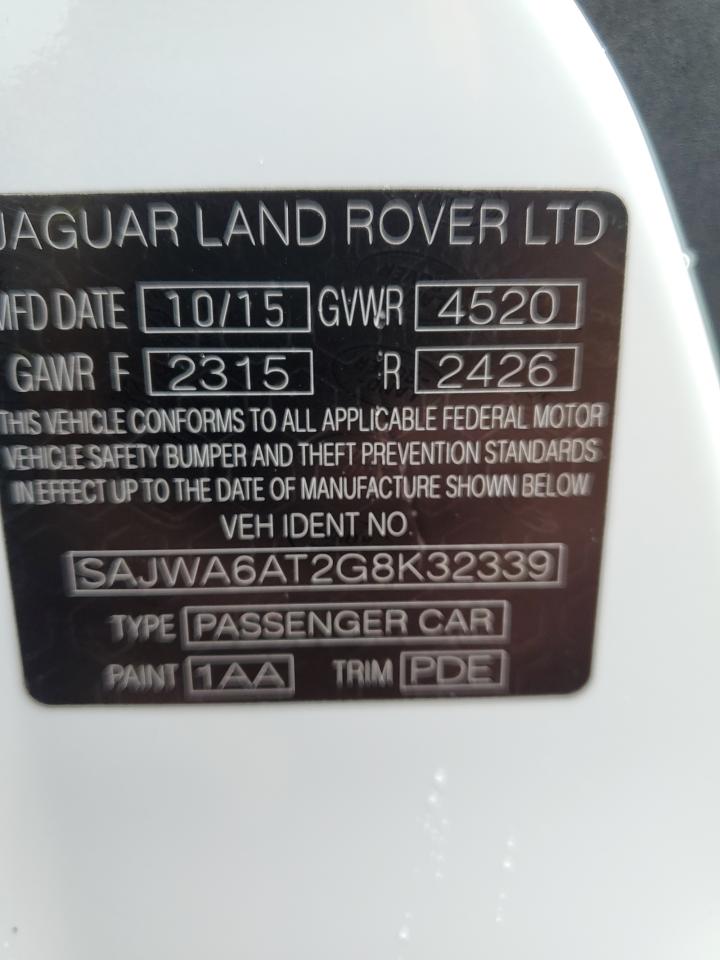 JAGUAR LAND ROVER LTD
MFD DATE 10/15 GVWR 4520
GAWR F 2315 R 2426
THIS VEHICLE CONFORMS TO ALL APPLICABLE FEDERAL MOTOR
VEHICLE SAFETY BUMPER AND THEFT PREVENTION STANDARDS
IN EFFECT UP TO THE DATE OF MANUFACTURE SHOWN BELOW
VEH IDENT NO.
SAJWA6AT2G8K32339
TYPE PASSENGER CAR
PAINT 1AA TRIM PDE